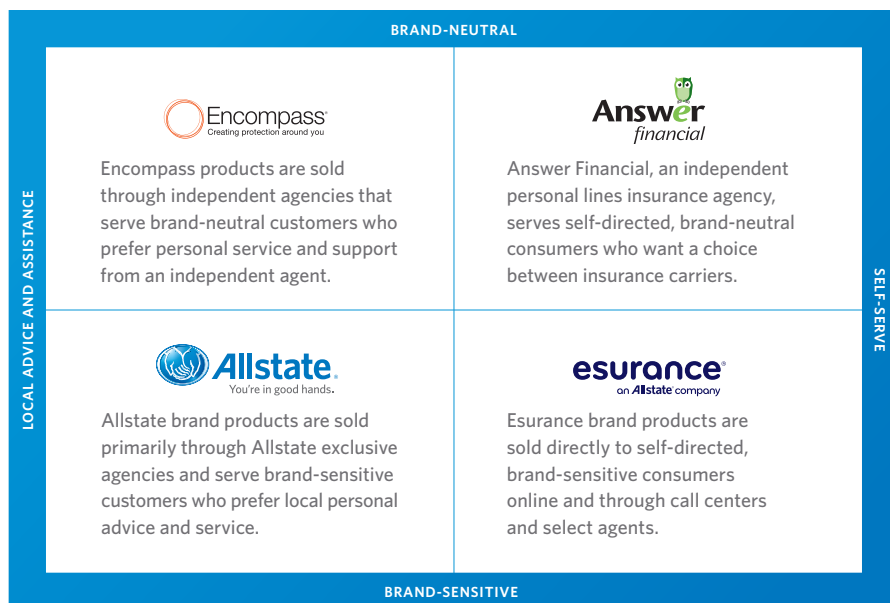 BRAND-NEUTRAL
LOCAL ADVICE AND ASSISTANCE
Encompass®
Creating protection around you
Encompass products are sold
through independent agencies that
serve brand-neutral customers who
prefer personal service and support
from an independent agent.
Answer
financial
Answer Financial, an independent
personal lines insurance agency,
serves self-directed, brand-neutral
consumers who want a choice
between insurance carriers.
SELF-SERVE
Allstate®
You're in good hands.
Allstate brand products are sold
primarily through Allstate exclusive
agencies and serve brand-sensitive
customers who prefer local personal
advice and service.
esurance®
an Allstate® company
Esurance brand products are
sold directly to self-directed,
brand-sensitive consumers
online and through call centers
and select agents.
BRAND-SENSITIVE